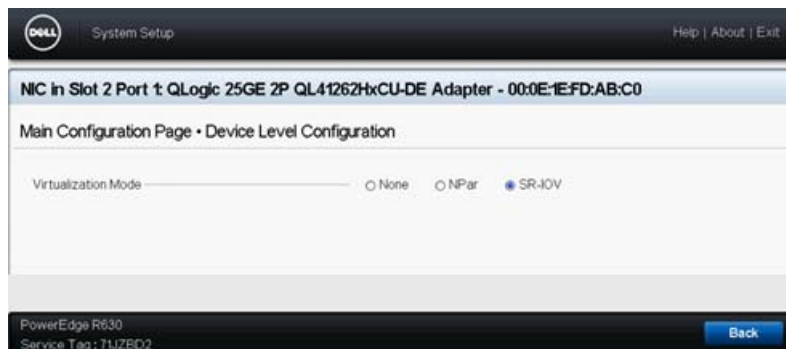 DELL
System Setup
Help | About | Exit
NIC in Slot 2 Port 1: QLogic 25GE 2P QL41262HxCU-DE Adapter - 00:0E:1E:FD:AB:C0
Main Configuration Page • Device Level Configuration
Virtualization Mode None NPar SR-IOV
PowerEdge R630
Service Tag : 71JZBD2
Back